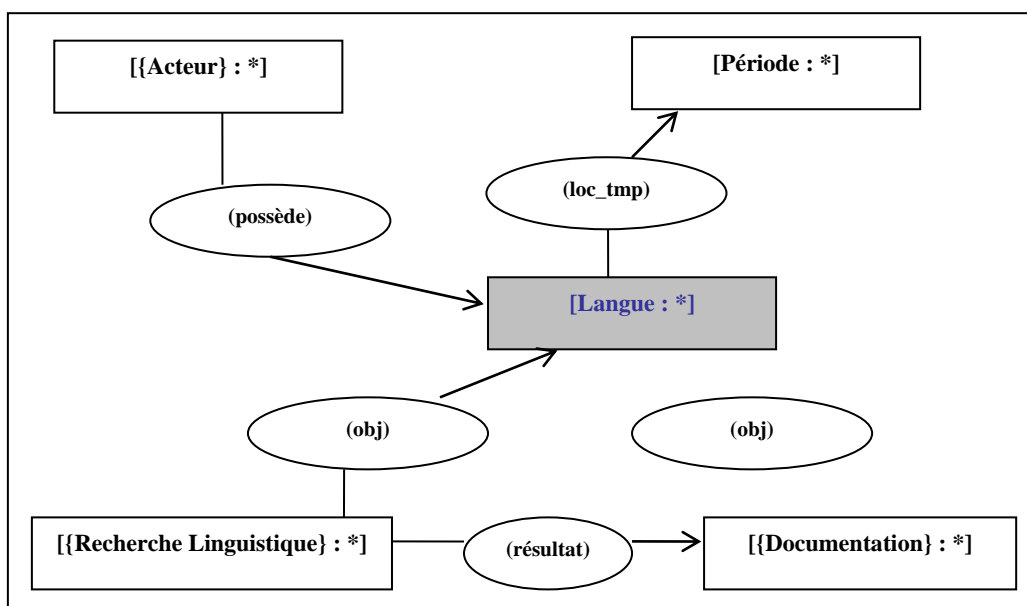 [{Acteur} : *]
[Période : *]
(possède)
(loc_tmp)
[Langue : *]
(obj)
(obj)
[{Recherche Linguistique} : *]
(résultat)
[{Documentation} : *]